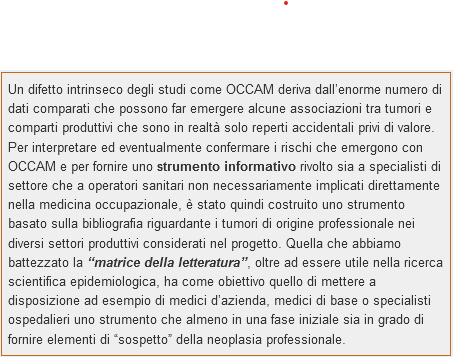 Un difetto intrinseco degli studi come OCCAM deriva dall'enorme numero di
dati comparati che possono far emergere alcune associazioni tra tumori e
comparti produttivi che sono in realtà solo reperti accidentali privi di valore.
Per interpretare ed eventualmente confermare i rischi che emergono con
OCCAM e per fornire uno strumento informativo rivolto sia a specialisti di
settore che a operatori sanitari non necessariamente implicati direttamente
nella medicina occupazionale, è stato quindi costruito uno strumento
basato sulla bibliografia riguardante i tumori di origine professionale nei
diversi settori produttivi considerati nel progetto. Quella che abbiamo
battezzato la “matrice della letteratura”, oltre ad essere utile nella ricerca
scientifica epidemiologica, ha come obiettivo quello di mettere a
disposizione ad esempio di medici d'azienda, medici di base o specialisti
ospedalieri uno strumento che almeno in una fase iniziale sia in grado di
fornire elementi di “sospetto” della neoplasia professionale.